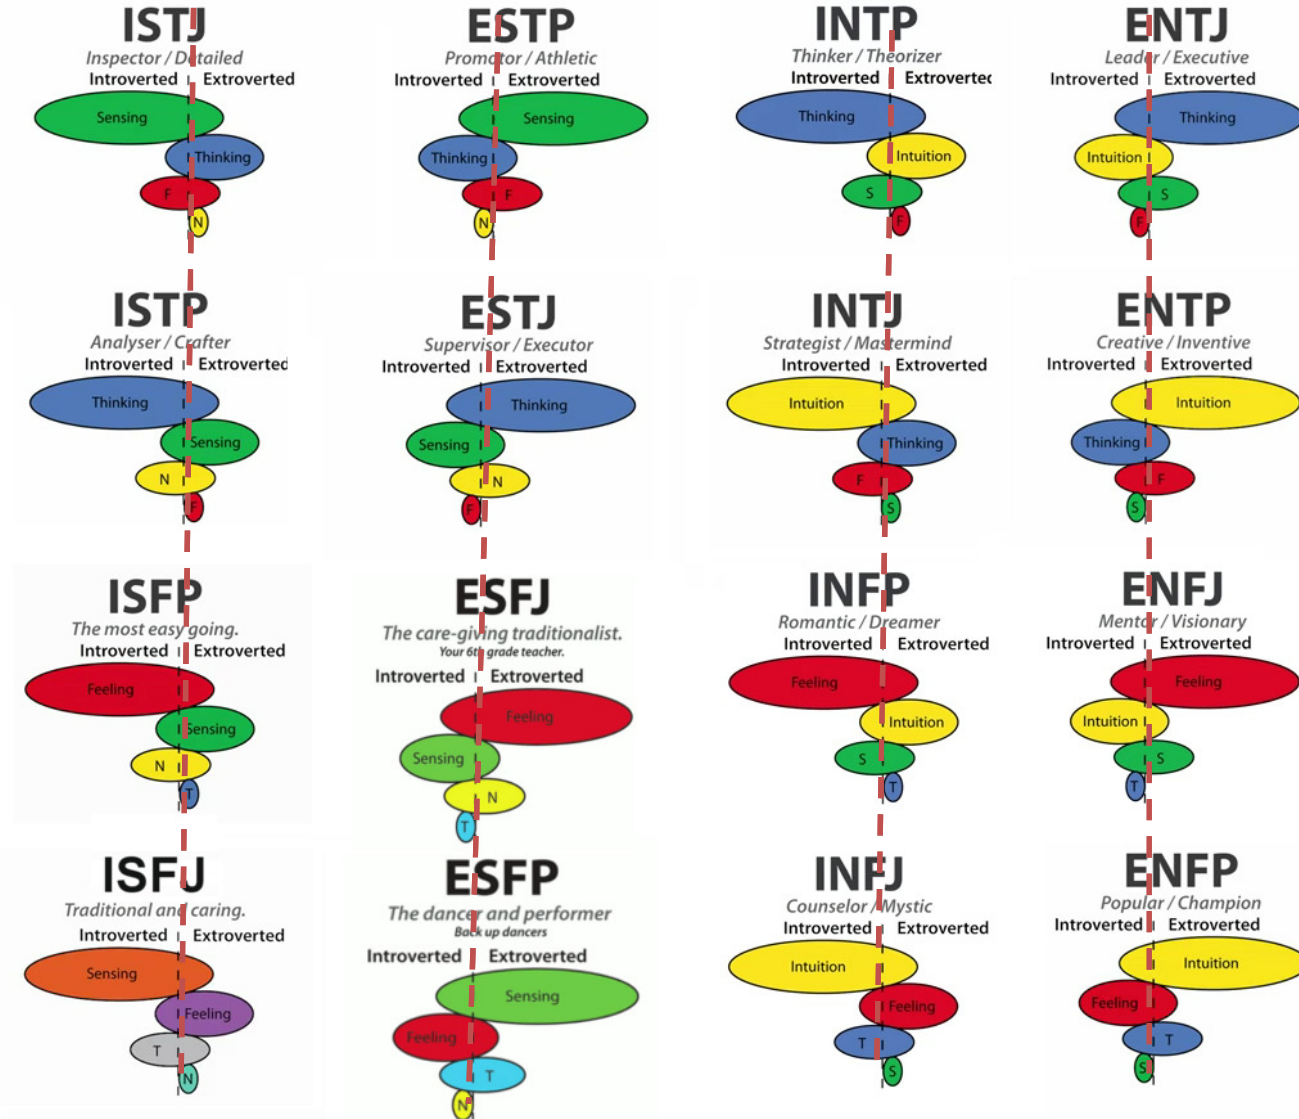 ISTJ
Inspector / Detailed
Introverted Extroverted
Sensing
Thinking
F
N
ESTP
Promotor / Athletic
Introverted Extroverted
Sensing
Thinking
F
N
INTP
Thinker / Theorizer
Introverted Extrovertec
Thinking
Intuition
S
F
ENTJ
Leader / Executive
Introverted Extroverted
Thinking
Intuition
S
F
ISTP
Analyser / Crafter
Introverted Extroverted
Thinking
Sensing
N
F
ESTJ
Supervisor / Executor
Introverted Extroverted
Thinking
Sensing
N
F
INTJ
Strategist / Mastermind
Introverted Extroverted
Intuition
Thinking
F
S
ENTP
Creative / Inventive
Introverted Extroverted
Intuition
Thinking
F
S
ISFP
The most easy going.
Introverted Extroverted
Feeling
Sensing
N
T
ESFJ
The care-giving traditionalist.
Your 6th grade teacher.
Introverted Extroverted
Feeling
Sensing
N
T
INFP
Romantic / Dreamer
Introverted Extroverted
Feeling
Intuition
S
T
ENFJ
Mentor / Visionary
Introverted Extroverted
Feeling
Intuition
S
T
ISFJ
Traditional and caring.
Introverted Extroverted
Sensing
Feeling
T
N
ESFP
The dancer and performer
Back up dancers
Introverted Extroverted
Sensing
Feeling
T
N
INFJ
Counselor / Mystic
Introverted Extroverted
Intuition
Feeling
T
S
ENFP
Popular / Champion
Introverted Extroverted
Intuition
Feeling
T
S